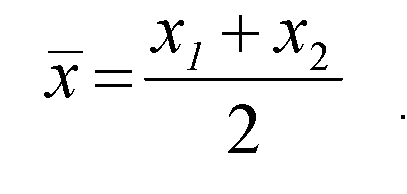 x̄ = (x₁ + x₂) / 2 .